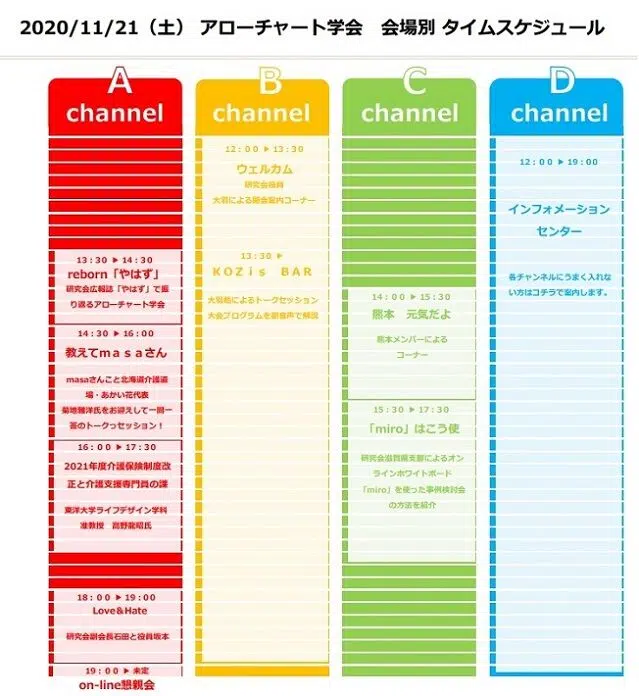 2020/11/21（土） アローチャート学会　会場別 タイムスケジュール
A
channel
13:30 ▶ 14:30
reborn「やはず」
研究会広報誌「やはず」で振
り返るアローチャート学会
14:30 ▶ 16:00
教えてｍａｓａさん
masaさんこと北海道介護道
場・あかい花代表
菊地雅洋氏をお迎えして一問一
答のトークっセッション！
16:00 ▶ 17:30
2021年度介護保険制度改
正と介護支援専門員の課
東洋大学ライフデザイン学科
准教授　高野龍昭氏
18:00 ▶ 19:00
Love＆Hate
研究会副会長石田と役員坂本
19:00 ▶ 未定
on-line懇親会
B
channel
12:00 ▶ 13:30
ウェルカム
研究会役員
大羽による開会案内コーナー
13:30 ▶
ＫＯＺｉｓ　ＢＡＲ
によるトークセッション
大会プログラムを副音声で解説
C
channel
14:00 ▶ 15:30
熊本　元気だよ
熊本メンバーによる
コーナー
15:30 ▶ 17:30
「miro」はこう使
研究会滋賀県支部によるオン
ラインホワイトボード
「miro」を使った事例検討会
の方法を紹介
D
channel
12:00 ▶ 19:00
インフォメーション
センター
各チャンネルにうまく入れな
い方はコチラで案内します。